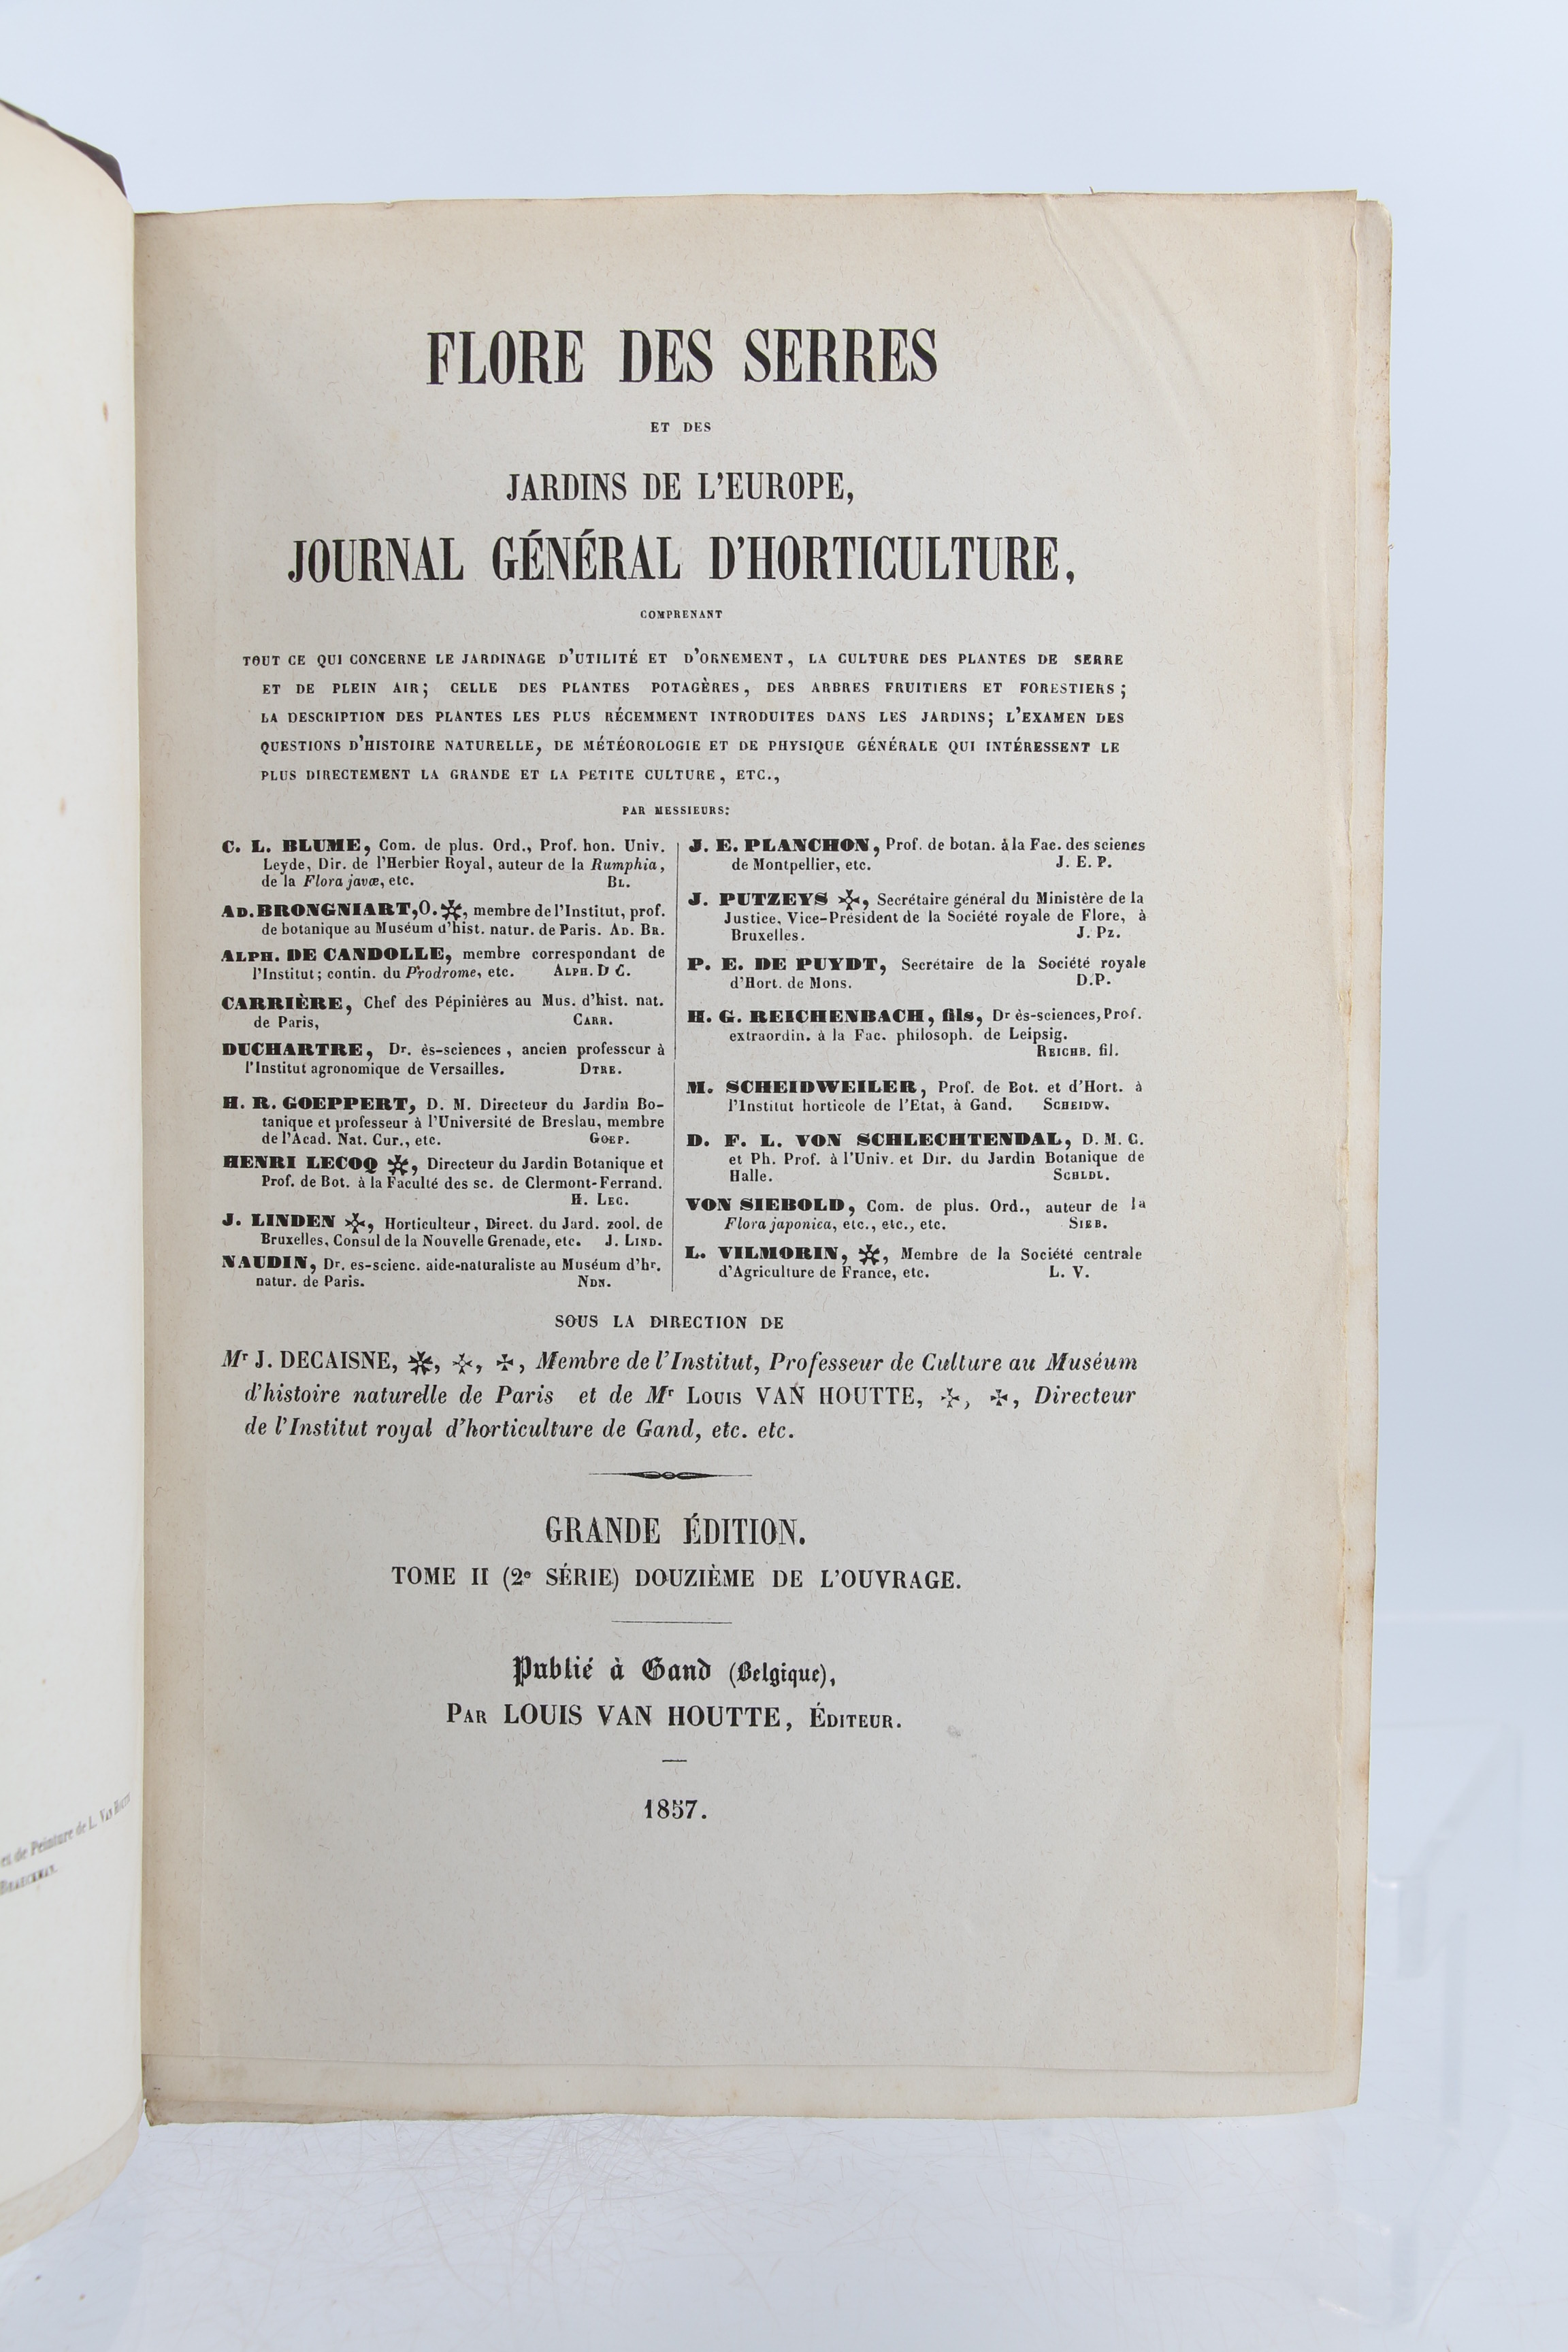 FLORE DES SERRES
ET DES
JARDINS DE L'EUROPE,
JOURNAL GÉNÉRAL D'HORTICULTURE,
COMPRENANT
TOUT CE QUI CONCERNE LE JARDINAGE D'UTILITÉ ET D'ORNEMENT, LA CULTURE DES PLANTES DE SERRE
ET DE PLEIN AIR; CELLE DES PLANTES POTAGÈRES, DES ARBRES FRUITIERS ET FORESTIERS;
LA DESCRIPTION DES PLANTES LES PLUS RÉCEMMENT INTRODUITES DANS LES JARDINS; L'EXAMEN DES
QUESTIONS D'HISTOIRE NATURELLE, DE MÉTÉOROLOGIE ET DE PHYSIQUE GÉNÉRALE QUI INTÉRESSENT LE
PLUS DIRECTEMENT LA GRANDE ET LA PETITE CULTURE, ETC.,
PAR MESSIEURS:
C. L. BLUME, Com. de plus. Ord., Prof. hon. Univ.
Leyde, Dir. de l'Herbier Royal, auteur de la Rumphia,
de la Flora javæ, etc. BL.
AD. BRONGNIART, O. ✲, membre de l'Institut, prof.
de botanique au Muséum d'hist. natur. de Paris. AD. BR.
ALPH. DE CANDOLLE, membre correspondant de
l'Institut; contin. du Prodrome, etc. ALPH. D C.
CARRIÈRE, Chef des Pépinières au Mus. d'hist. nat.
de Paris, CARR.
DUCHARTRE, Dr. ès-sciences, ancien professeur à
l'Institut agronomique de Versailles. DTRE.
H. R. GOEPPERT, D. M. Directeur du Jardin Bo-
tanique et professeur à l'Université de Breslau, membre
de l'Acad. Nat. Cur., etc. GOEP.
HENRI LECOQ ✲, Directeur du Jardin Botanique et
Prof. de Bot. à la Faculté des sc. de Clermont-Ferrand.
H. LEC.
J. LINDEN ✠, Horticulteur, Direct. du Jard. zool. de
Bruxelles, Consul de la Nouvelle Grenade, etc. J. LIND.
NAUDIN, Dr. es-scienc. aide-naturaliste au Muséum d'hr.
natur. de Paris. NDN.
J. E. PLANCHON, Prof. de botan. à la Fac. des scienes
de Montpellier, etc. J. E. P.
J. PUTZEYS ✠, Secrétaire général du Ministère de la
Justice, Vice-Président de la Société royale de Flore, à
Bruxelles. J. PZ.
P. E. DE PUYDT, Secrétaire de la Société royale
d'Hort. de Mons. D.P.
H. G. REICHENBACH, fils, Dr ès-sciences, Prof.
extraordin. à la Fac. philosoph. de Leipsig.
REICHB. fil.
M. SCHEIDWEILER, Prof. de Bot. et d'Hort. à
l'Institut horticole de l'Etat, à Gand. SCHEIDW.
D. F. L. VON SCHLECHTENDAL, D. M. C.
et Ph. Prof. à l'Univ. et Dir. du Jardin Botanique de
Halle. SCHLDL.
VON SIEBOLD, Com. de plus. Ord., auteur de la
Flora japonica, etc., etc., etc. SIEB.
L. VILMORIN, ✲, Membre de la Société centrale
d'Agriculture de France, etc. L. V.
SOUS LA DIRECTION DE
Mr J. DECAISNE, ✲, ✠, ✠, Membre de l'Institut, Professeur de Culture au Muséum
d'histoire naturelle de Paris et de Mr LOUIS VAN HOUTTE, ✠, ✠, Directeur
de l'Institut royal d'horticulture de Gand, etc. etc.
GRANDE ÉDITION.
TOME II (2e SÉRIE) DOUZIÈME DE L'OUVRAGE.
Publié à Gand (Belgique),
PAR LOUIS VAN HOUTTE, ÉDITEUR.
1857.
et de Peinture de L. VAN HOUTTE